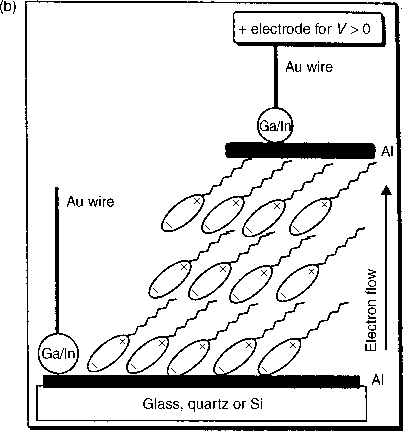 (b)
+ electrode for V > 0
Au wire
Ga/In
Al
Au wire
Electron flow
Ga/In
Al
Glass, quartz or Si